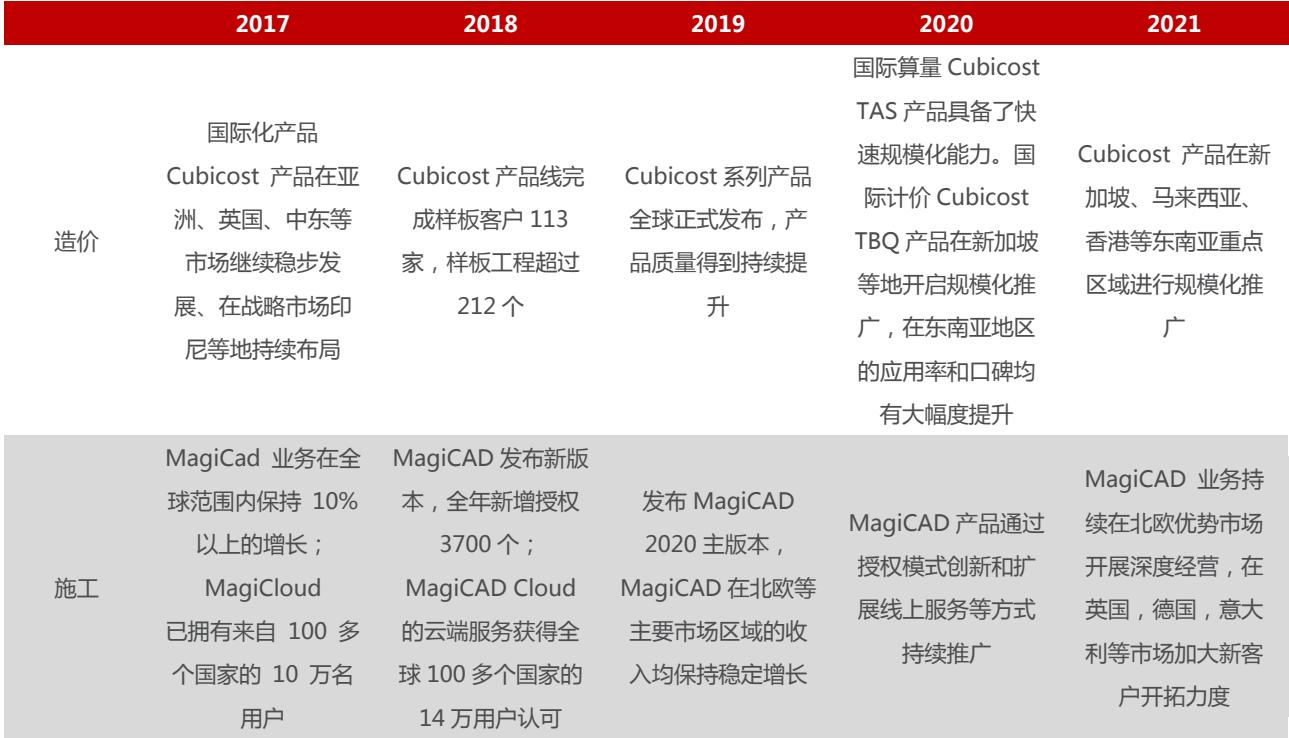 2017 2018 2019 2020 2021
造价
国际化产品
Cubicost 产品在亚
洲、英国、中东等
市场继续稳步发
展、在战略市场印
尼等地持续布局
Cubicost 产品线完
成样板客户 113
家，样板工程超过
212 个
Cubicost 系列产品
全球正式发布，产
品质量得到持续提
升
国际算量 Cubicost
TAS 产品具备了快
速规模化能力。国
际计价 Cubicost
TBQ 产品在新加坡
等地开启规模化推
广，在东南亚地区
的应用率和口碑均
有大幅度提升
Cubicost 产品在新
加坡、马来西亚、
香港等东南亚重点
区域进行规模化推
广
施工
MagiCad 业务在全
球范围内保持 10%
以上的增长；
MagiCloud
已拥有来自 100 多
个国家的 10 万名
用户
MagiCAD 发布新版
本，全年新增授权
3700 个；
MagiCAD Cloud
的云端服务获得全
球 100 多个国家的
14 万用户认可
发布 MagiCAD
2020 主版本，
MagiCAD 在北欧等
主要市场区域的收
入均保持稳定增长
MagiCAD 产品通过
授权模式创新和扩
展线上服务等方式
持续推广
MagiCAD 业务持
续在北欧优势市场
开展深度经营，在
英国，德国，意大
利等市场加大新客
户开拓力度